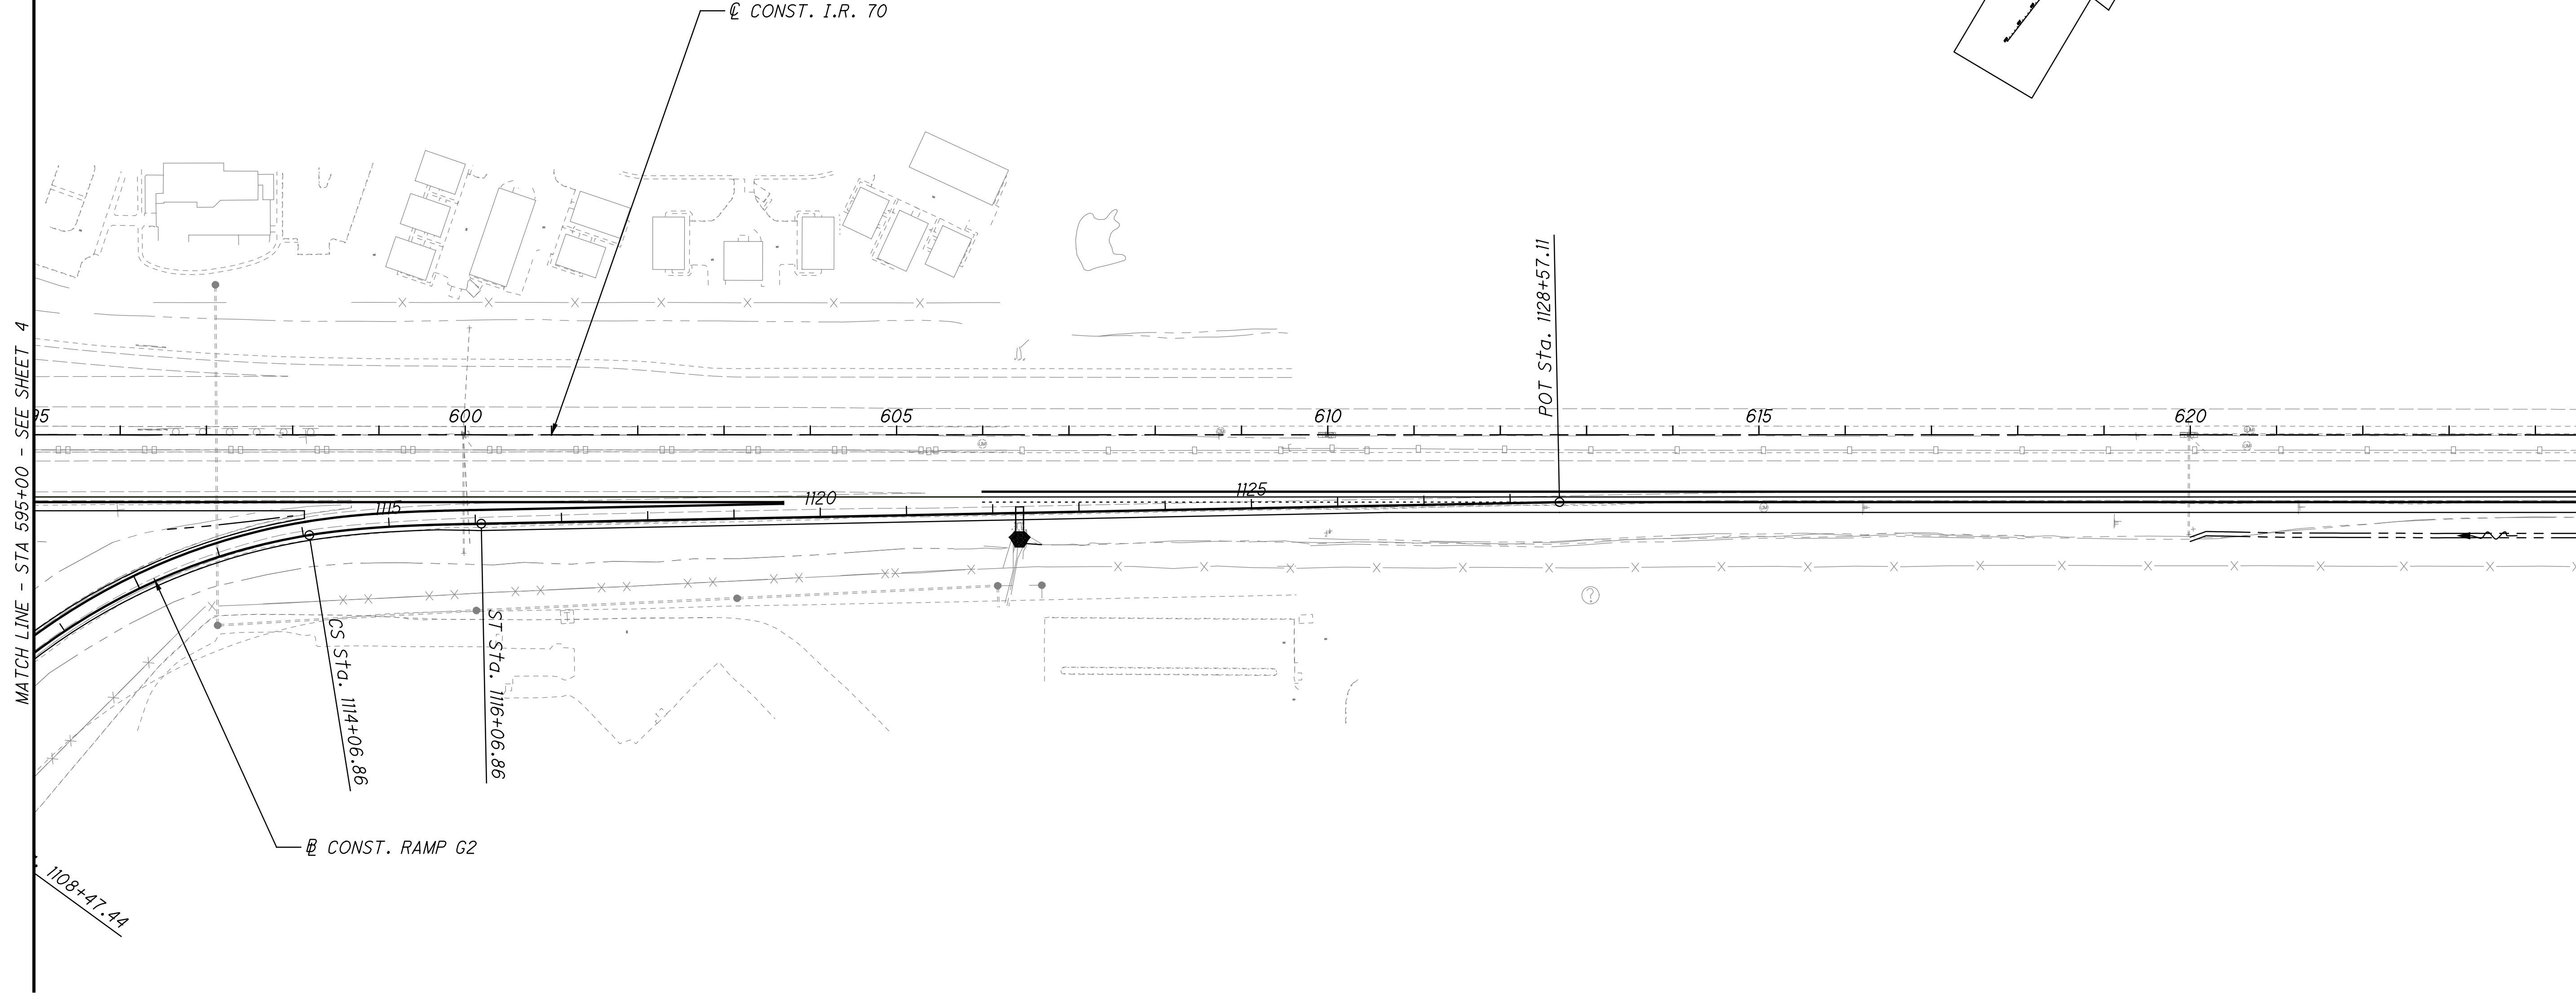 ℄ CONST. I.R. 70
MATCH LINE - STA 595+00 - SEE SHEET 4
95
600
605
610
615
620
POT Sta. 1128+57.11
1115
1120
1125
CS Sta. 1114+06.86
ST Sta. 1116+06.86
?
BL CONST. RAMP G2
1108+47.44